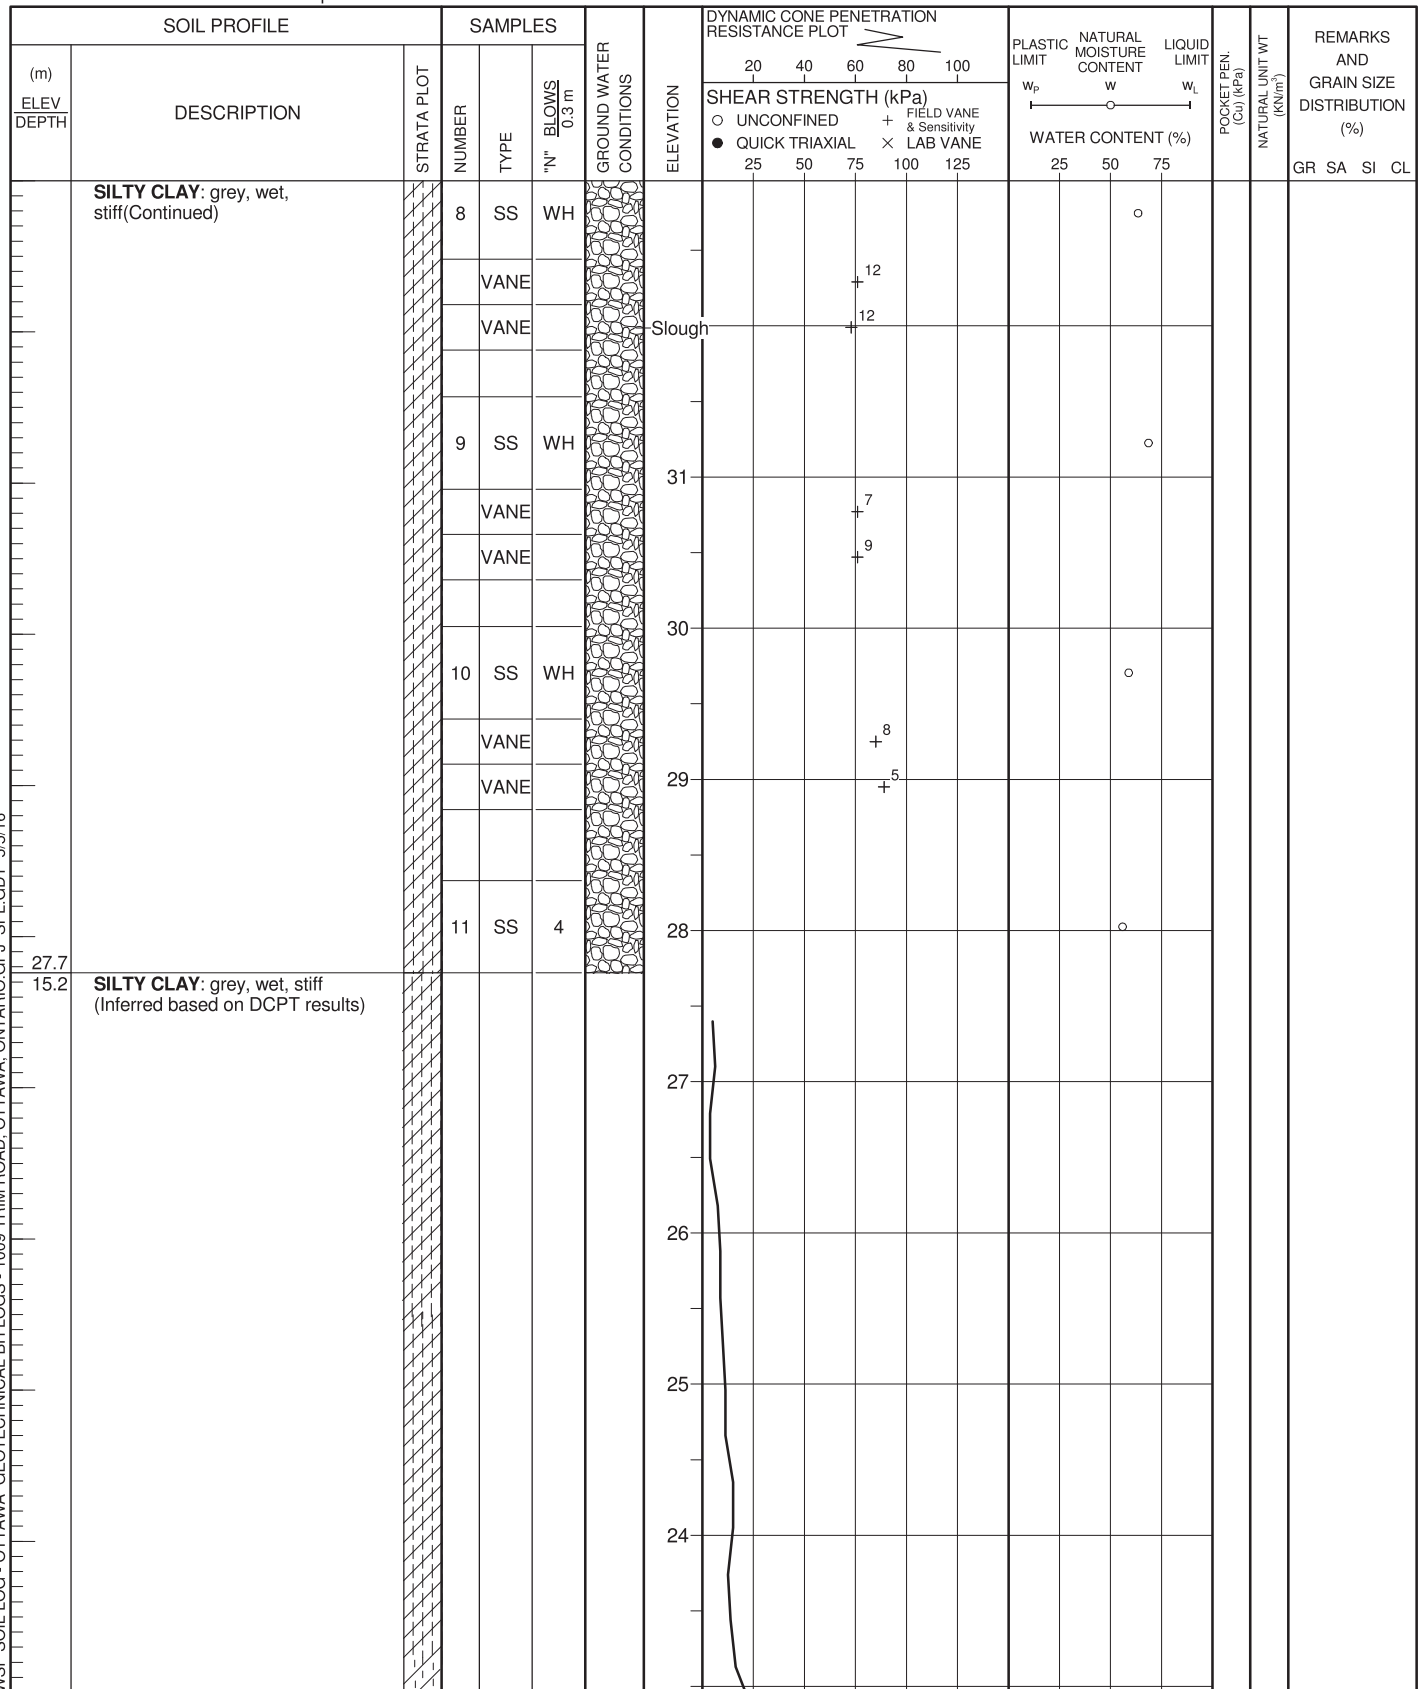 SOIL PROFILE
SAMPLES
DYNAMIC CONE PENETRATION
RESISTANCE PLOT
20 40 60 80 100
(m)
ELEV
DEPTH
DESCRIPTION
STRATA PLOT
NUMBER
TYPE
"N" BLOWS
0.3 m
GROUND WATER
CONDITIONS
ELEVATION
SHEAR STRENGTH (kPa)
UNCONFINED
FIELD VANE
& Sensitivity
QUICK TRIAXIAL
LAB VANE
25 50 75 100 125
PLASTIC
LIMIT
NATURAL
MOISTURE
CONTENT
LIQUID
LIMIT
WP
W
WL
WATER CONTENT (%)
25 50 75
POCKET PEN.
(Cu) (kPa)
NATURAL UNIT WT
(KN/m³)
REMARKS
AND
GRAIN SIZE
DISTRIBUTION
(%)
GR SA SI CL
SILTY CLAY: grey, wet,
stiff(Continued)
8 SS WH
VANE
12
VANE
Slough
12
9 SS WH
31
VANE
7
VANE
9
30
10 SS WH
VANE
8
29
VANE
5
11 SS 4
28
27.7
15.2
SILTY CLAY: grey, wet, stiff
(Inferred based on DCPT results)
27
26
25
24